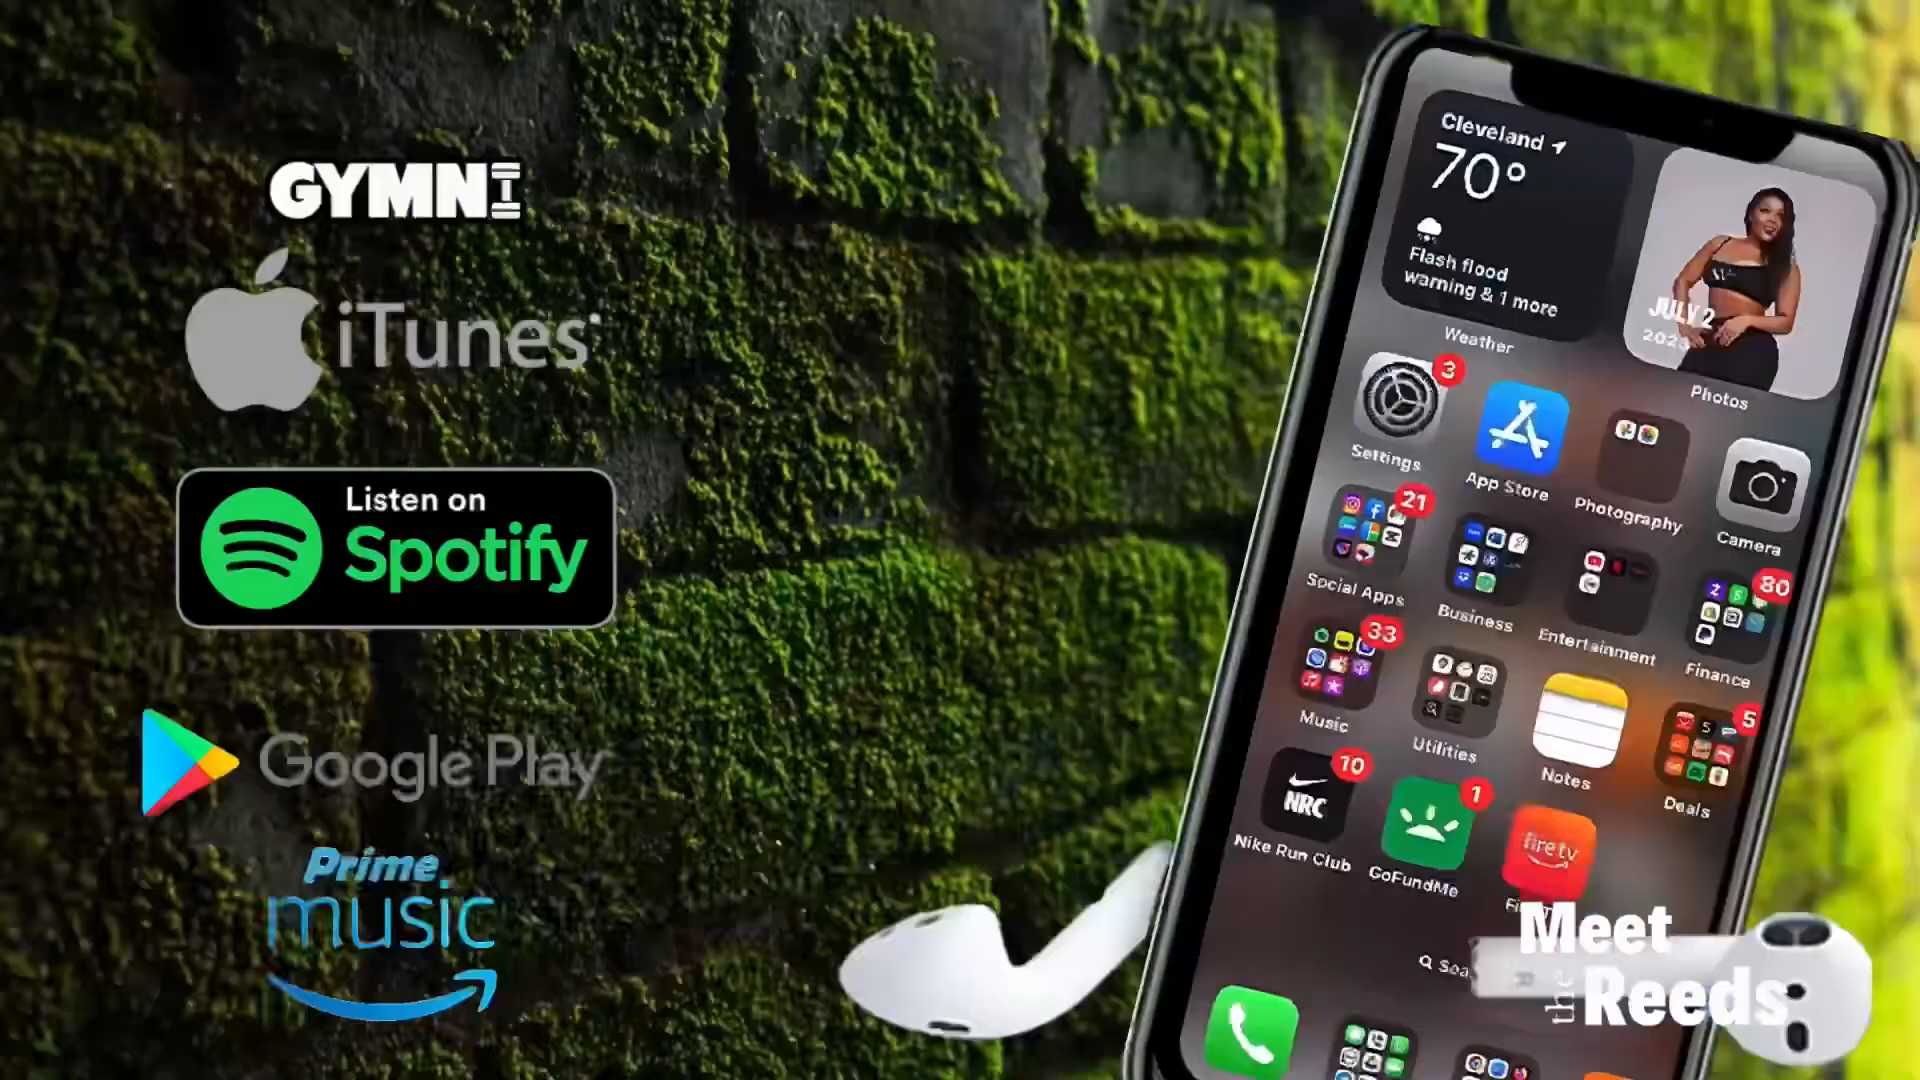 GYMNI
iTunes
Listen on
Spotify
Google Play
Prime
music
Cleveland
70°
Flash flood
warning & 1 more
Weather
JULY 2
Photos
3
Settings
App Store
Photography
Camera
21
Social Apps
Business
Entertainment
80
Finance
33
Music
Utilities
Notes
5
Deals
10
NRC
Nike Run Club
1
GoFundMe
firetv
Meet
the Reeds